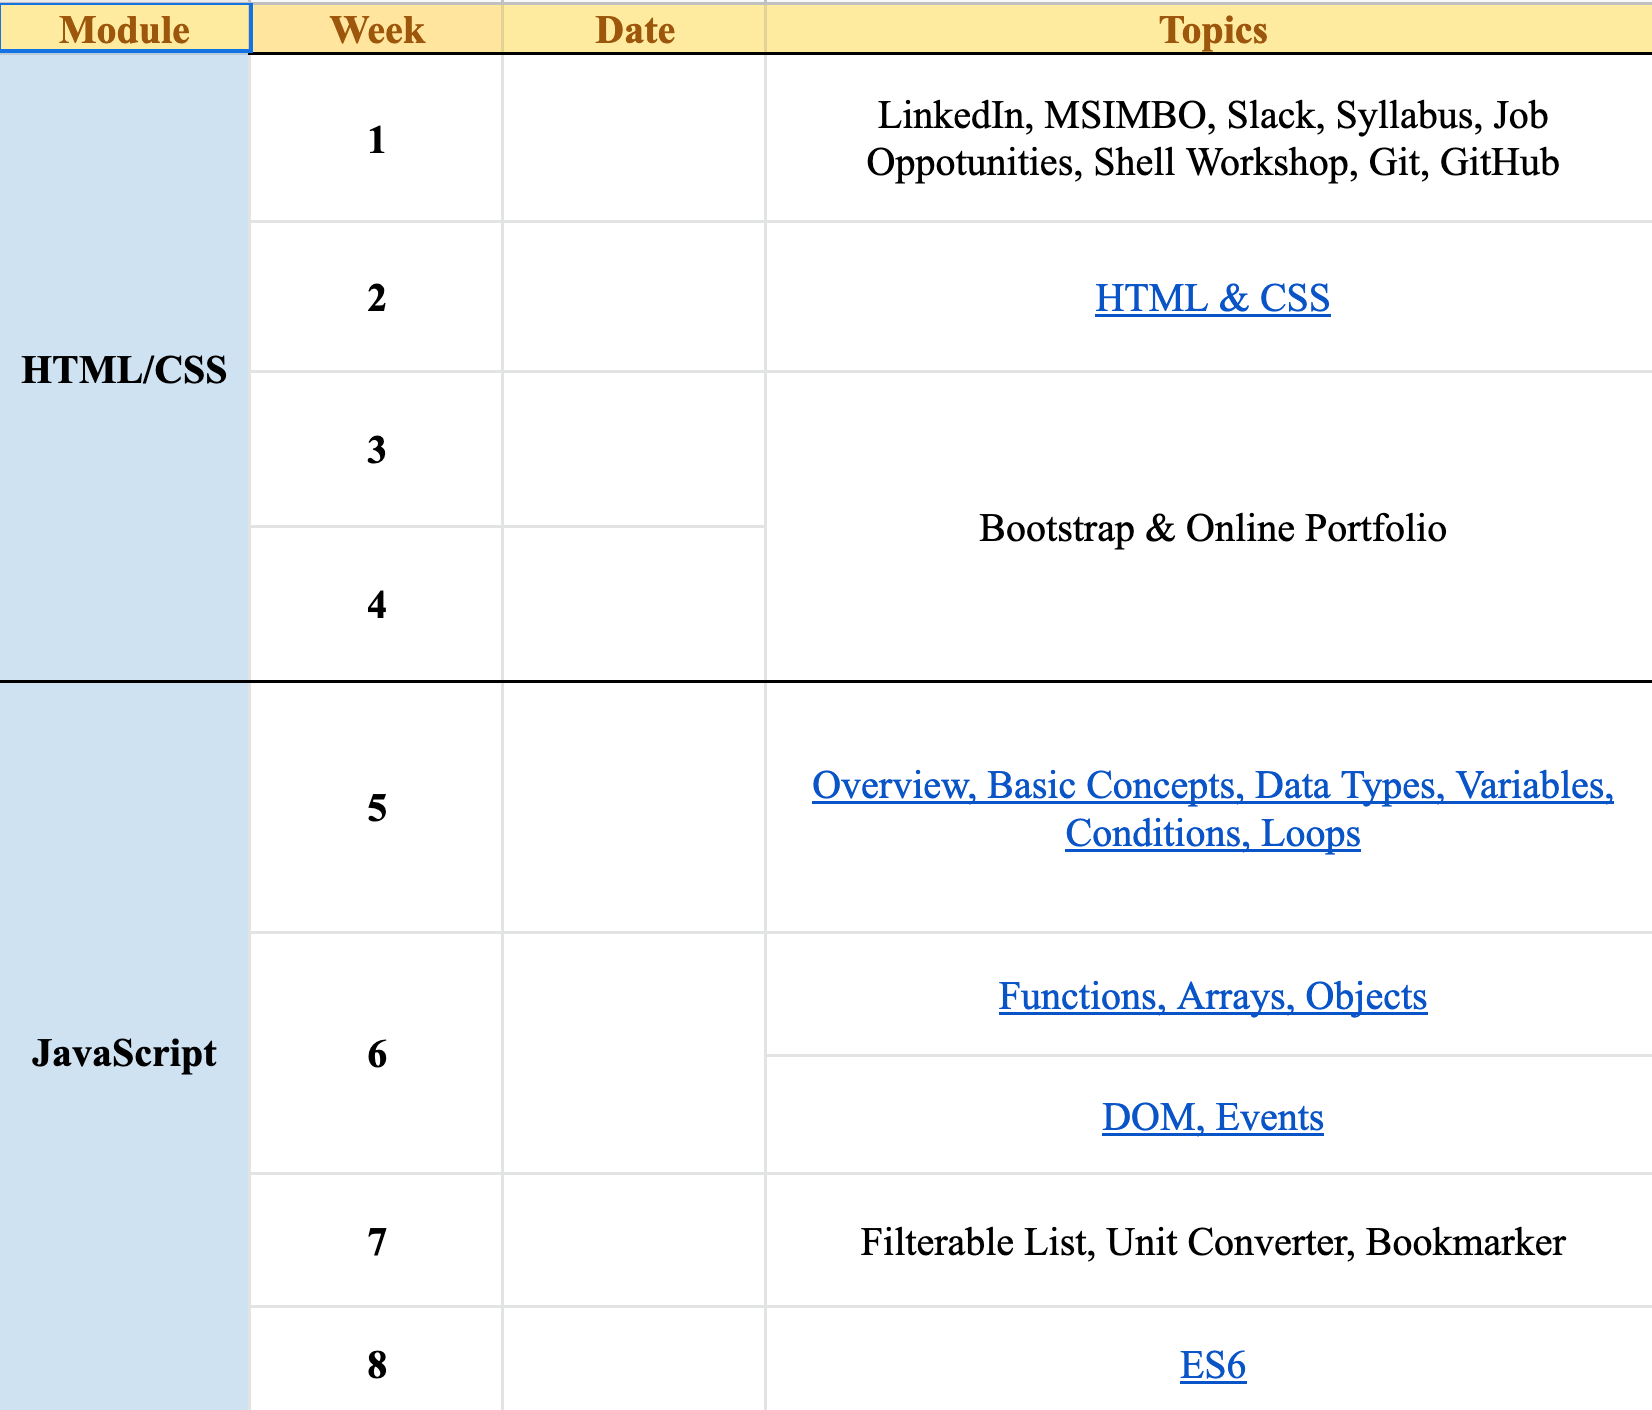 Module Week Date Topics
HTML/CSS
1
LinkedIn, MSIMBO, Slack, Syllabus, Job
Oppotunities, Shell Workshop, Git, GitHub
2
HTML & CSS
3
4
Bootstrap & Online Portfolio
JavaScript
5
Overview, Basic Concepts, Data Types, Variables,
Conditions, Loops
6
Functions, Arrays, Objects
DOM, Events
7
Filterable List, Unit Converter, Bookmarker
8
ES6